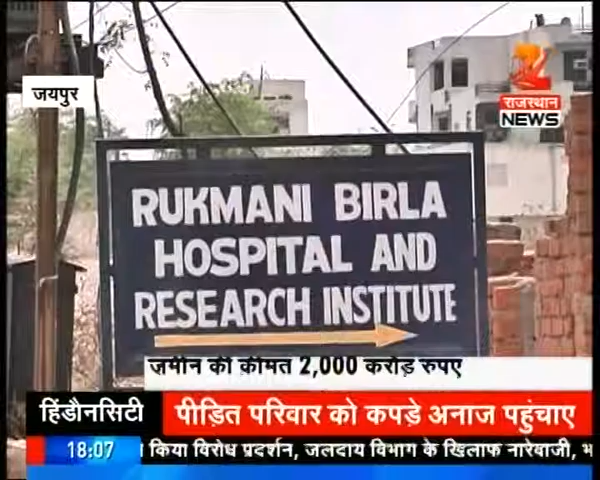 जयपुर
राजस्थान
NEWS
RUKMANI BIRLA
HOSPITAL AND
RESEARCH INSTITUTE
ज़मीन की कीमत 2,000 करोड़ रुपए
हिंडौनसिटी
पीड़ित परिवार को कपड़े अनाज पहुंचाए
18:07
किया विरोध प्रदर्शन, जलदाय विभाग के खिलाफ नारेबाजी,